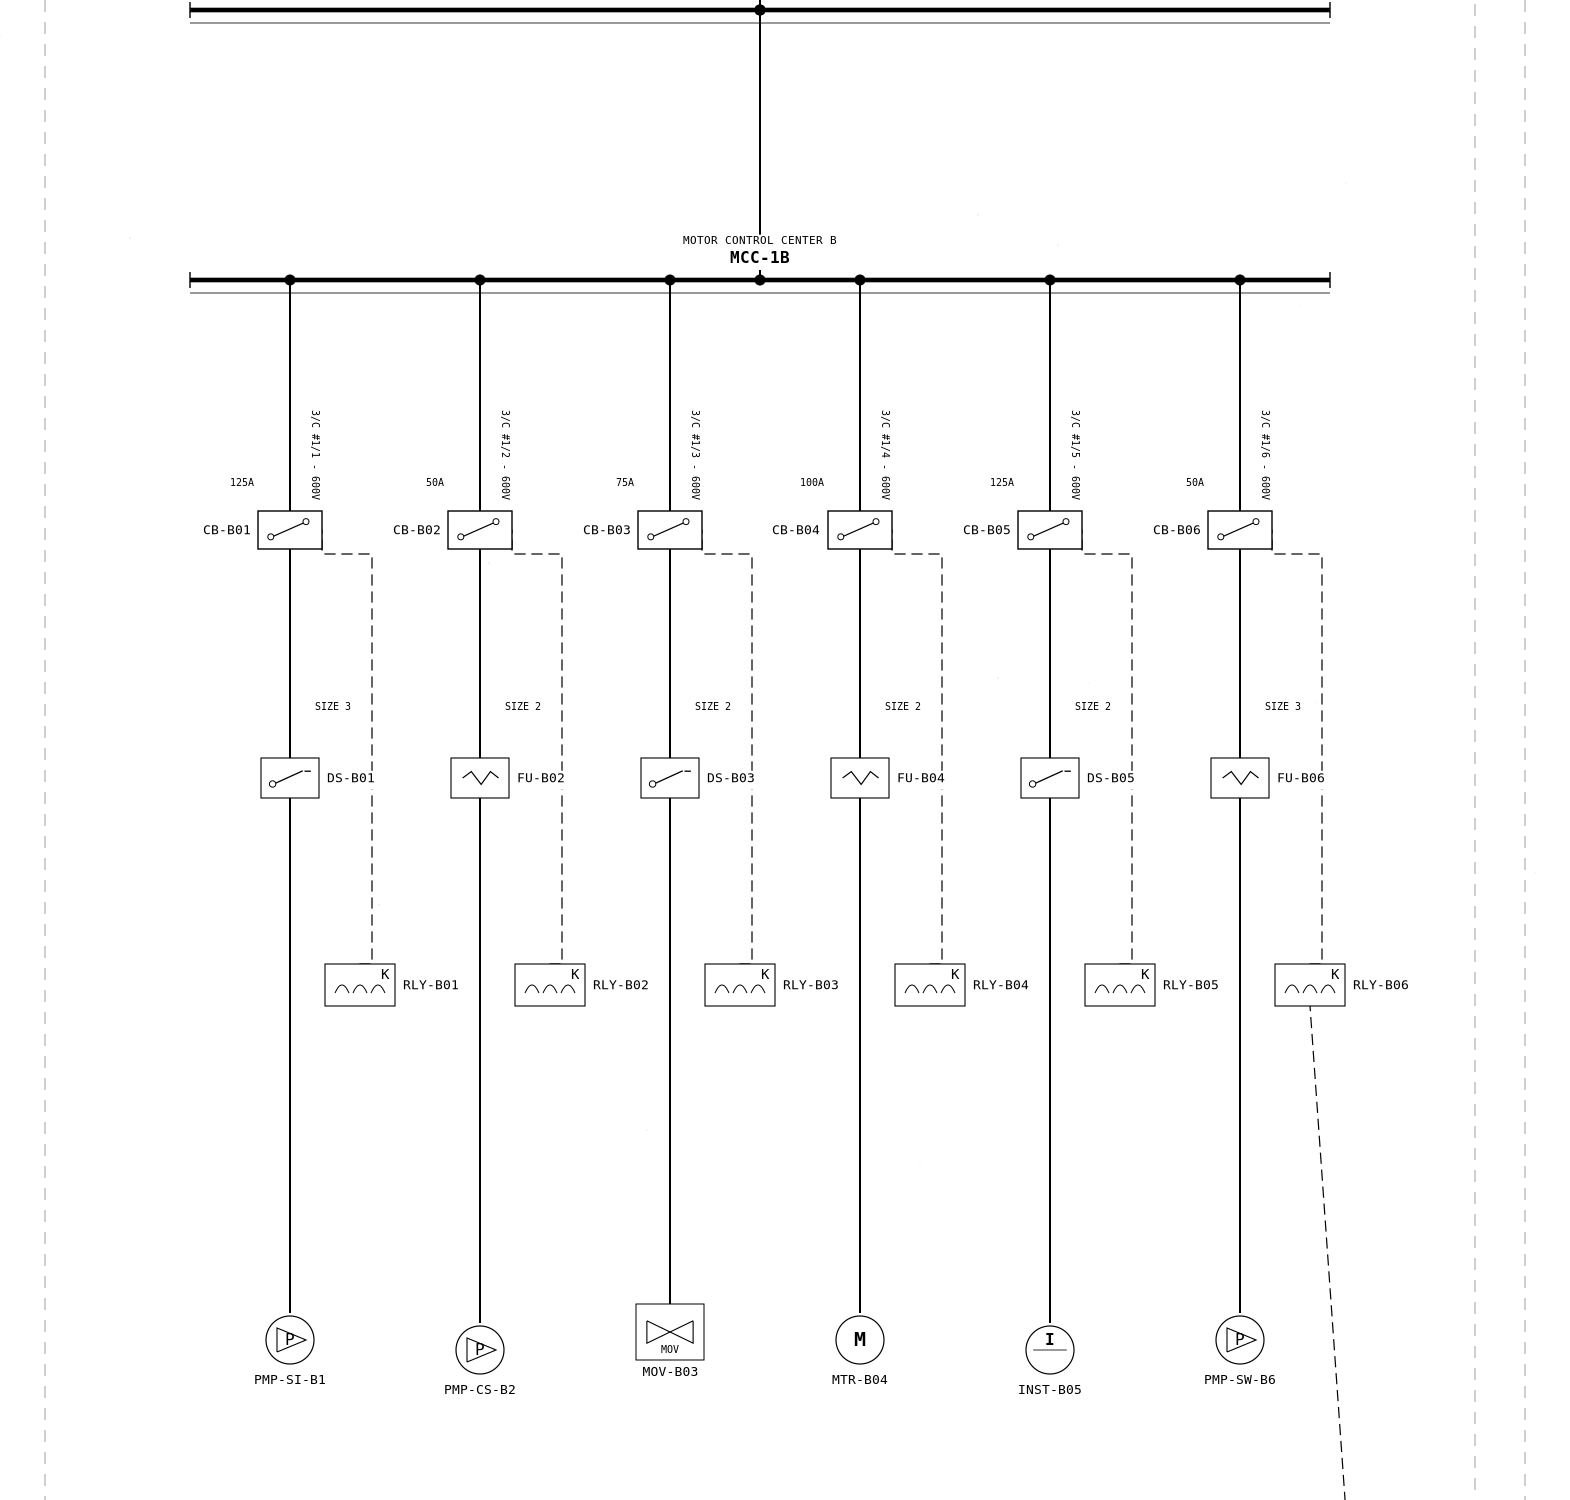 MOTOR CONTROL CENTER B
MCC-1B
3/C #1/1 - 600V
3/C #1/2 - 600V
3/C #1/3 - 600V
3/C #1/4 - 600V
3/C #1/5 - 600V
3/C #1/6 - 600V
125A
50A
75A
100A
125A
50A
CB-B01
CB-B02
CB-B03
CB-B04
CB-B05
CB-B06
SIZE 3
SIZE 2
SIZE 2
SIZE 2
SIZE 2
SIZE 3
DS-B01
FU-B02
DS-B03
FU-B04
DS-B05
FU-B06
K
K
K
K
K
K
RLY-B01
RLY-B02
RLY-B03
RLY-B04
RLY-B05
RLY-B06
P
P
MOV
M
I
P
PMP-SI-B1
PMP-CS-B2
MOV-B03
MTR-B04
INST-B05
PMP-SW-B6